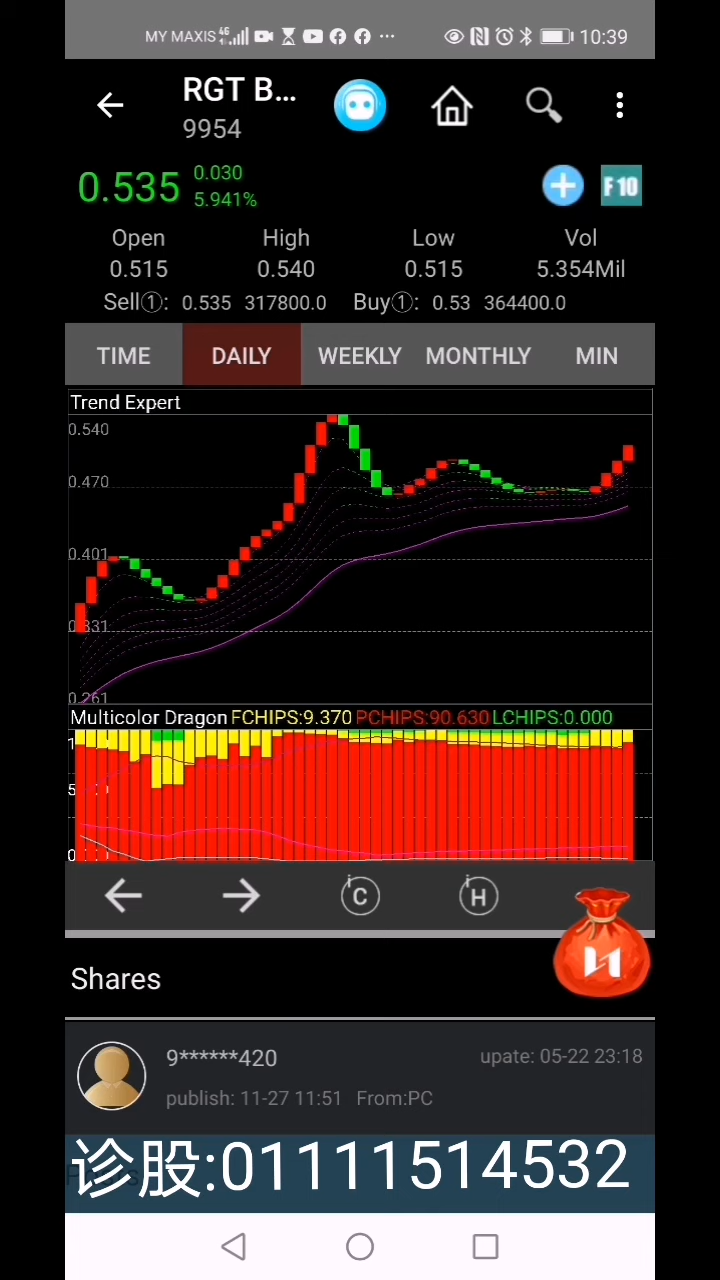 MY MAXIS 4G 10:39
RGT B...
9954
0.535 0.030
5.941%
F10
Open High Low Vol
0.515 0.540 0.515 5.354Mil
Sell①: 0.535 317800.0 Buy①: 0.53 364400.0
TIME DAILY WEEKLY MONTHLY MIN
Trend Expert
0.540
0.470
0.401
0.331
0.261
Multicolor Dragon FCHIPS:9.370 PCHIPS:90.630 LCHIPS:0.000
i C i H
Shares
9******420 upate: 05-22 23:18
publish: 11-27 11:51 From:PC
诊股:01111514532